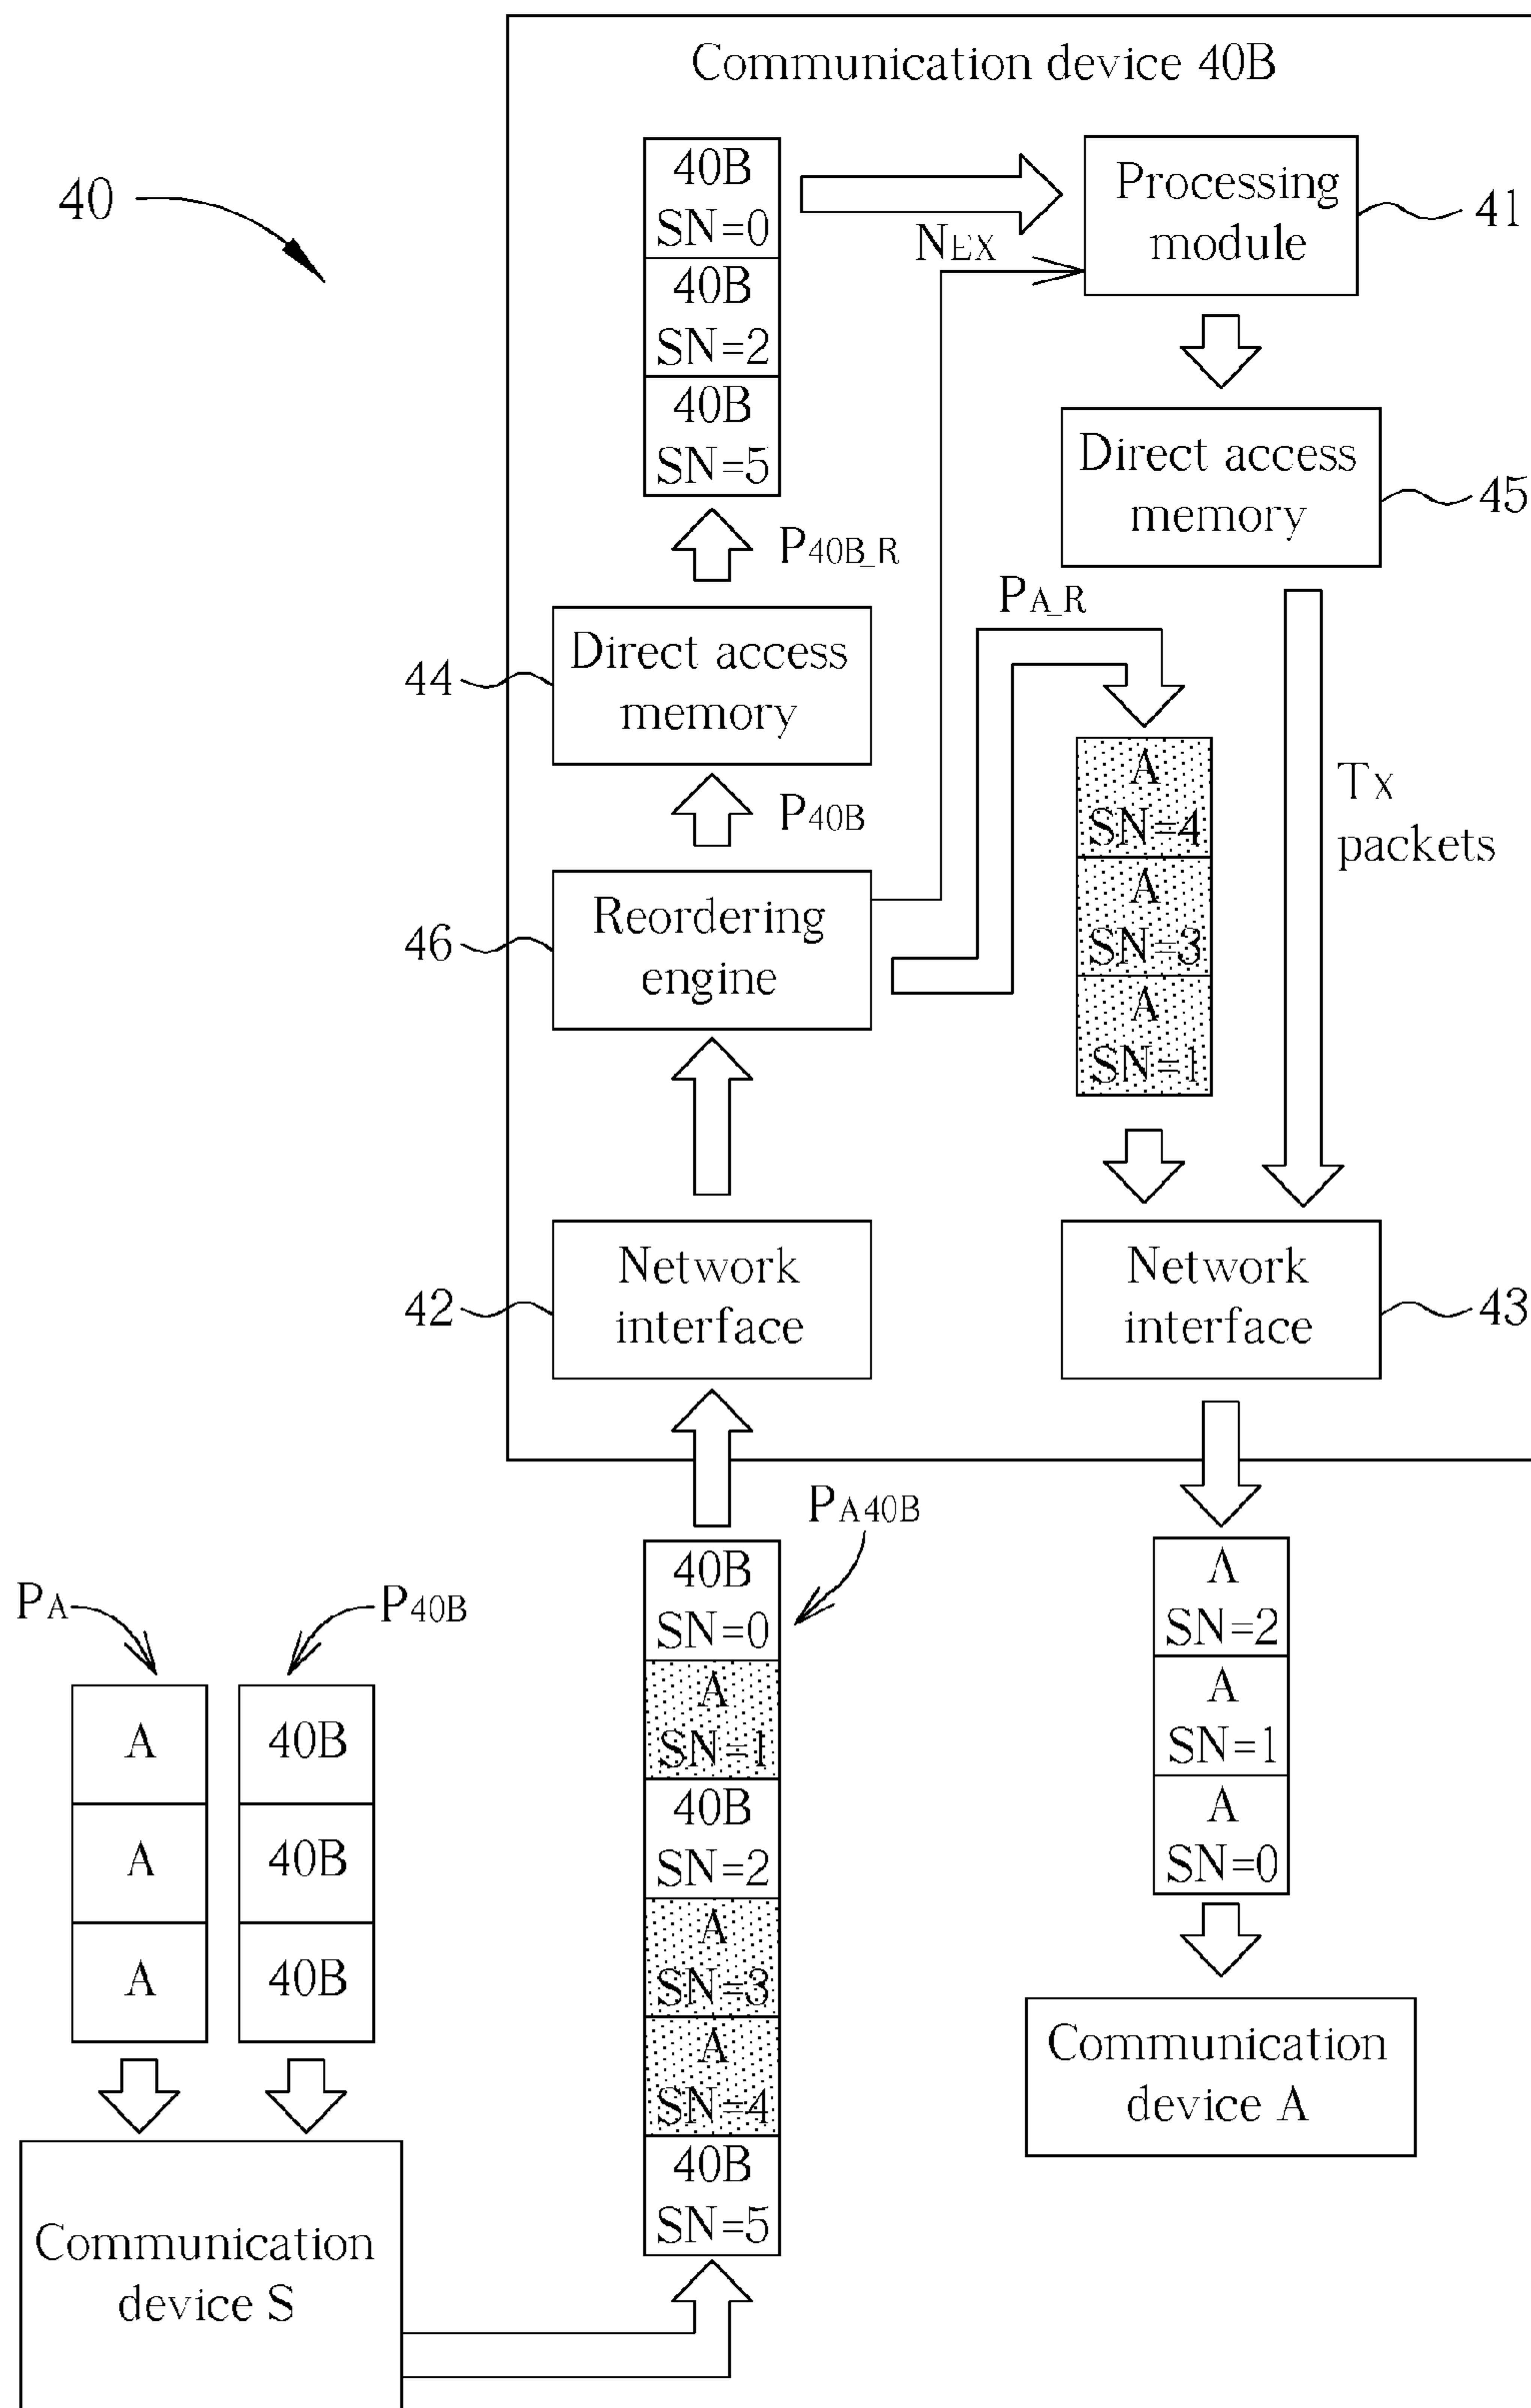 Communication device 40B
40
40B
SN=0
40B
SN=2
40B
SN=5
NEX
Processing
module
41
Direct access
memory
45
P40B_R
PA_R
Direct access
memory
44
A
SN=4
A
SN=3
A
SN=1
Tx
packets
P40B
Reordering
engine
46
Network
interface
42
Network
interface
43
PA40B
40B
SN=0
A
SN=1
40B
SN=2
A
SN=3
A
SN=4
40B
SN=5
A
SN=2
A
SN=1
A
SN=0
PA
P40B
A
40B
A
40B
A
40B
Communication
device A
Communication
device S